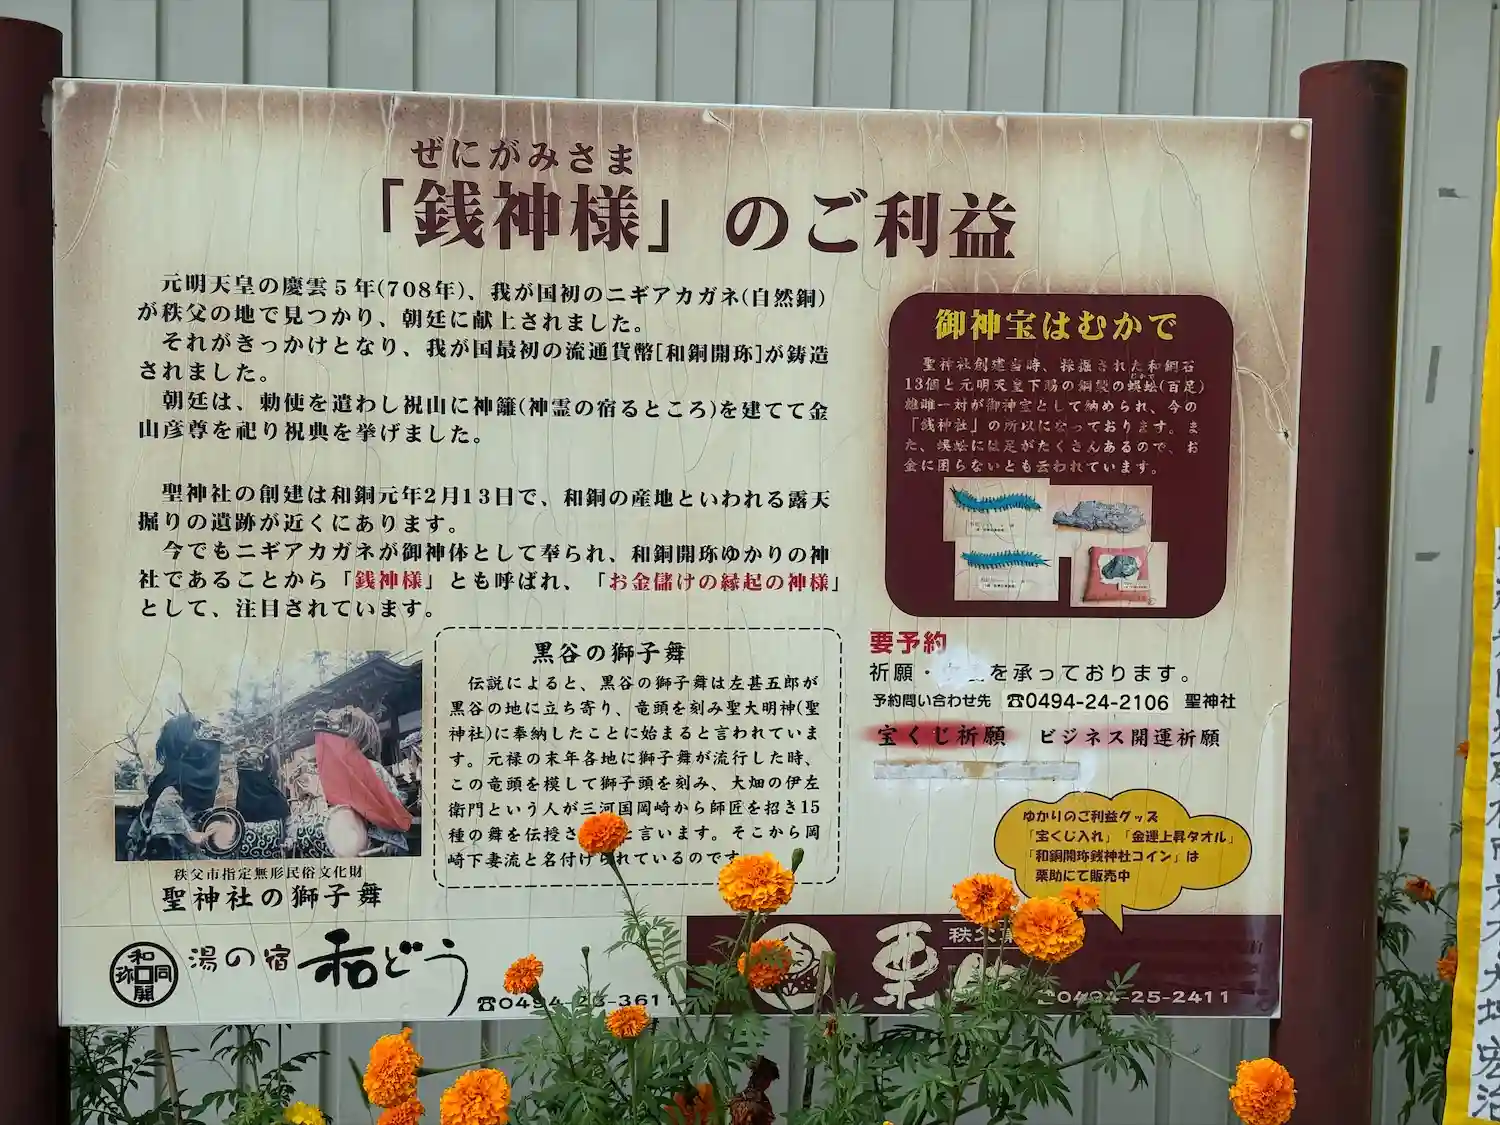 ぜにがみさま
「銭神様」のご利益
元明天皇の慶雲５年(708年)、我が国初のニギアカガネ(自然銅)
が秩父の地で見つかり、朝廷に献上されました。
それがきっかけとなり、我が国最初の流通貨幣[和銅開珎]が鋳造
されました。
朝廷は、勅使を遣わし祝山に神籬(神霊の宿るところ)を建てて金
山彦尊を祀り祝典を挙げました。
聖神社の創建は和銅元年2月13日で、和銅の産地といわれる露天
掘りの遺跡が近くにあります。
今でもニギアカガネが御神体として奉られ、和銅開珎ゆかりの神
社であることから「銭神様」とも呼ばれ、「お金儲けの縁起の神様」
として、注目されています。
御神宝はむかで
聖神社創建当時、採掘された和銅石
13個と元明天皇下賜の銅製の蜈蚣(百足)
雄雌一対が御神宝として納められ、今の
「銭神社」の所以になっております。ま
た、蜈蚣には足がたくさんあるので、お
金に困らないとも云われています。
黒谷の獅子舞
伝説によると、黒谷の獅子舞は左甚五郎が
黒谷の地に立ち寄り、竜頭を刻み聖大明神(聖
神社)に奉納したことに始まると言われていま
す。元禄の末年各地に獅子舞が流行した時、
この竜頭を模して獅子頭を刻み、大畑の伊左
衛門という人が三河国岡崎から師匠を招き15
種の舞を伝授さ と言います。そこから岡
崎下妻流と名付けられているのです
秩父市指定無形民俗文化財
聖神社の獅子舞
要予約
祈願・ を承っております。
予約問い合わせ先 ☎0494-24-2106 聖神社
宝くじ祈願 ビジネス開運祈願
ゆかりのご利益グッズ
「宝くじ入れ」「金運上昇タオル」
「和銅開珎銭神社コイン」は
栗助にて販売中
和同開珎 湯の宿 和どう
☎0494-23-3611
秩父
栗
0494-25-2411